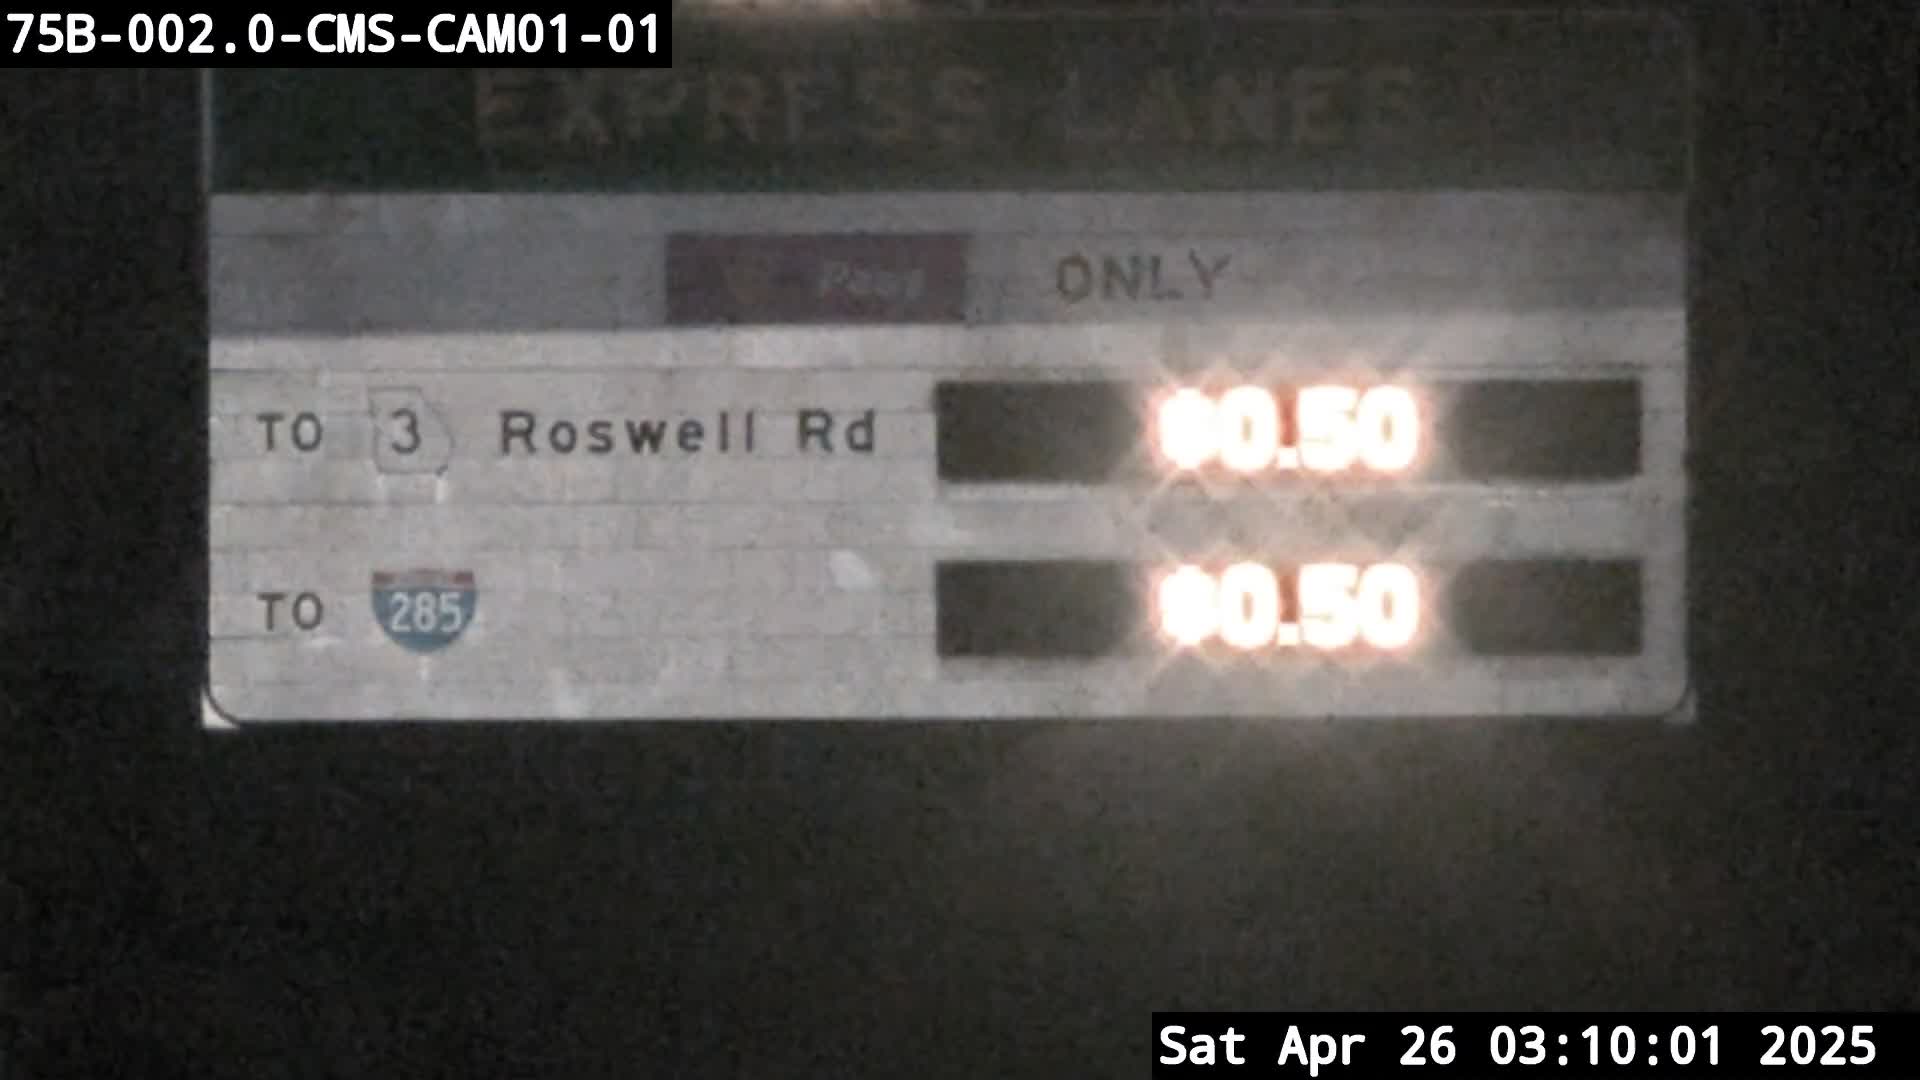 75B-002.0-CMS-CAM01-01
EXPRESS LANES
Pass ONLY
TO 3 Roswell Rd $0.50
TO 285 $0.50
Sat Apr 26 03:10:01 2025